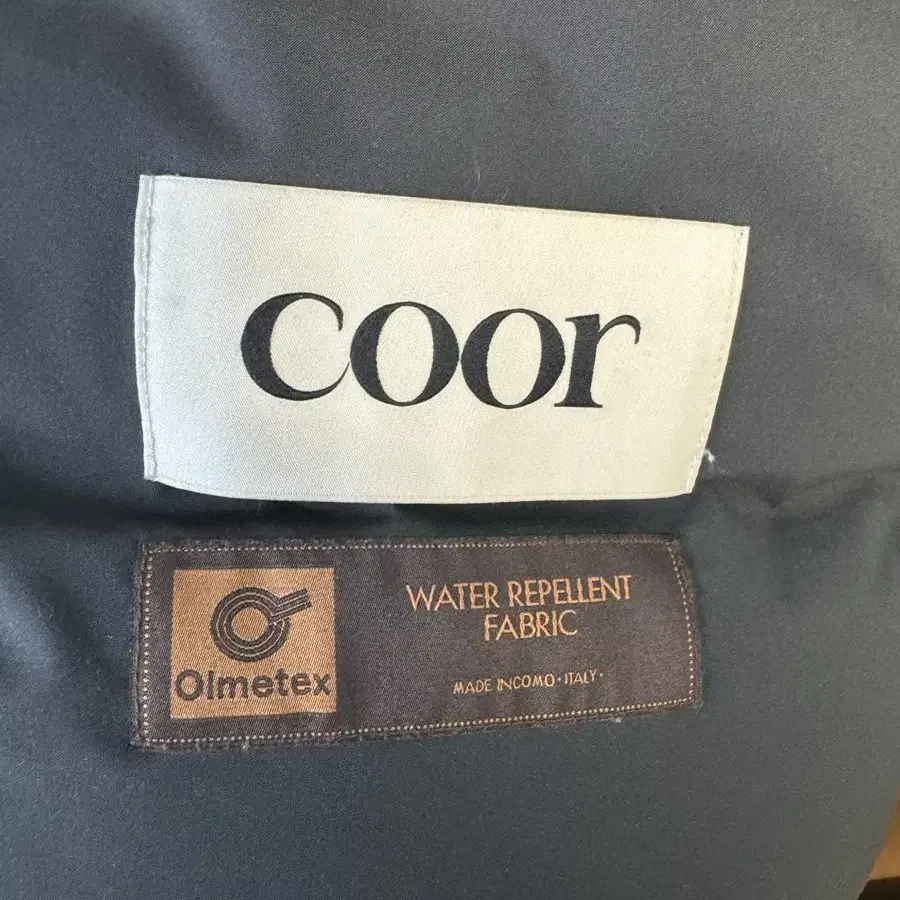 coor
Olmetex
WATER REPELLENT
FABRIC
MADE IN COMO · ITALY ·